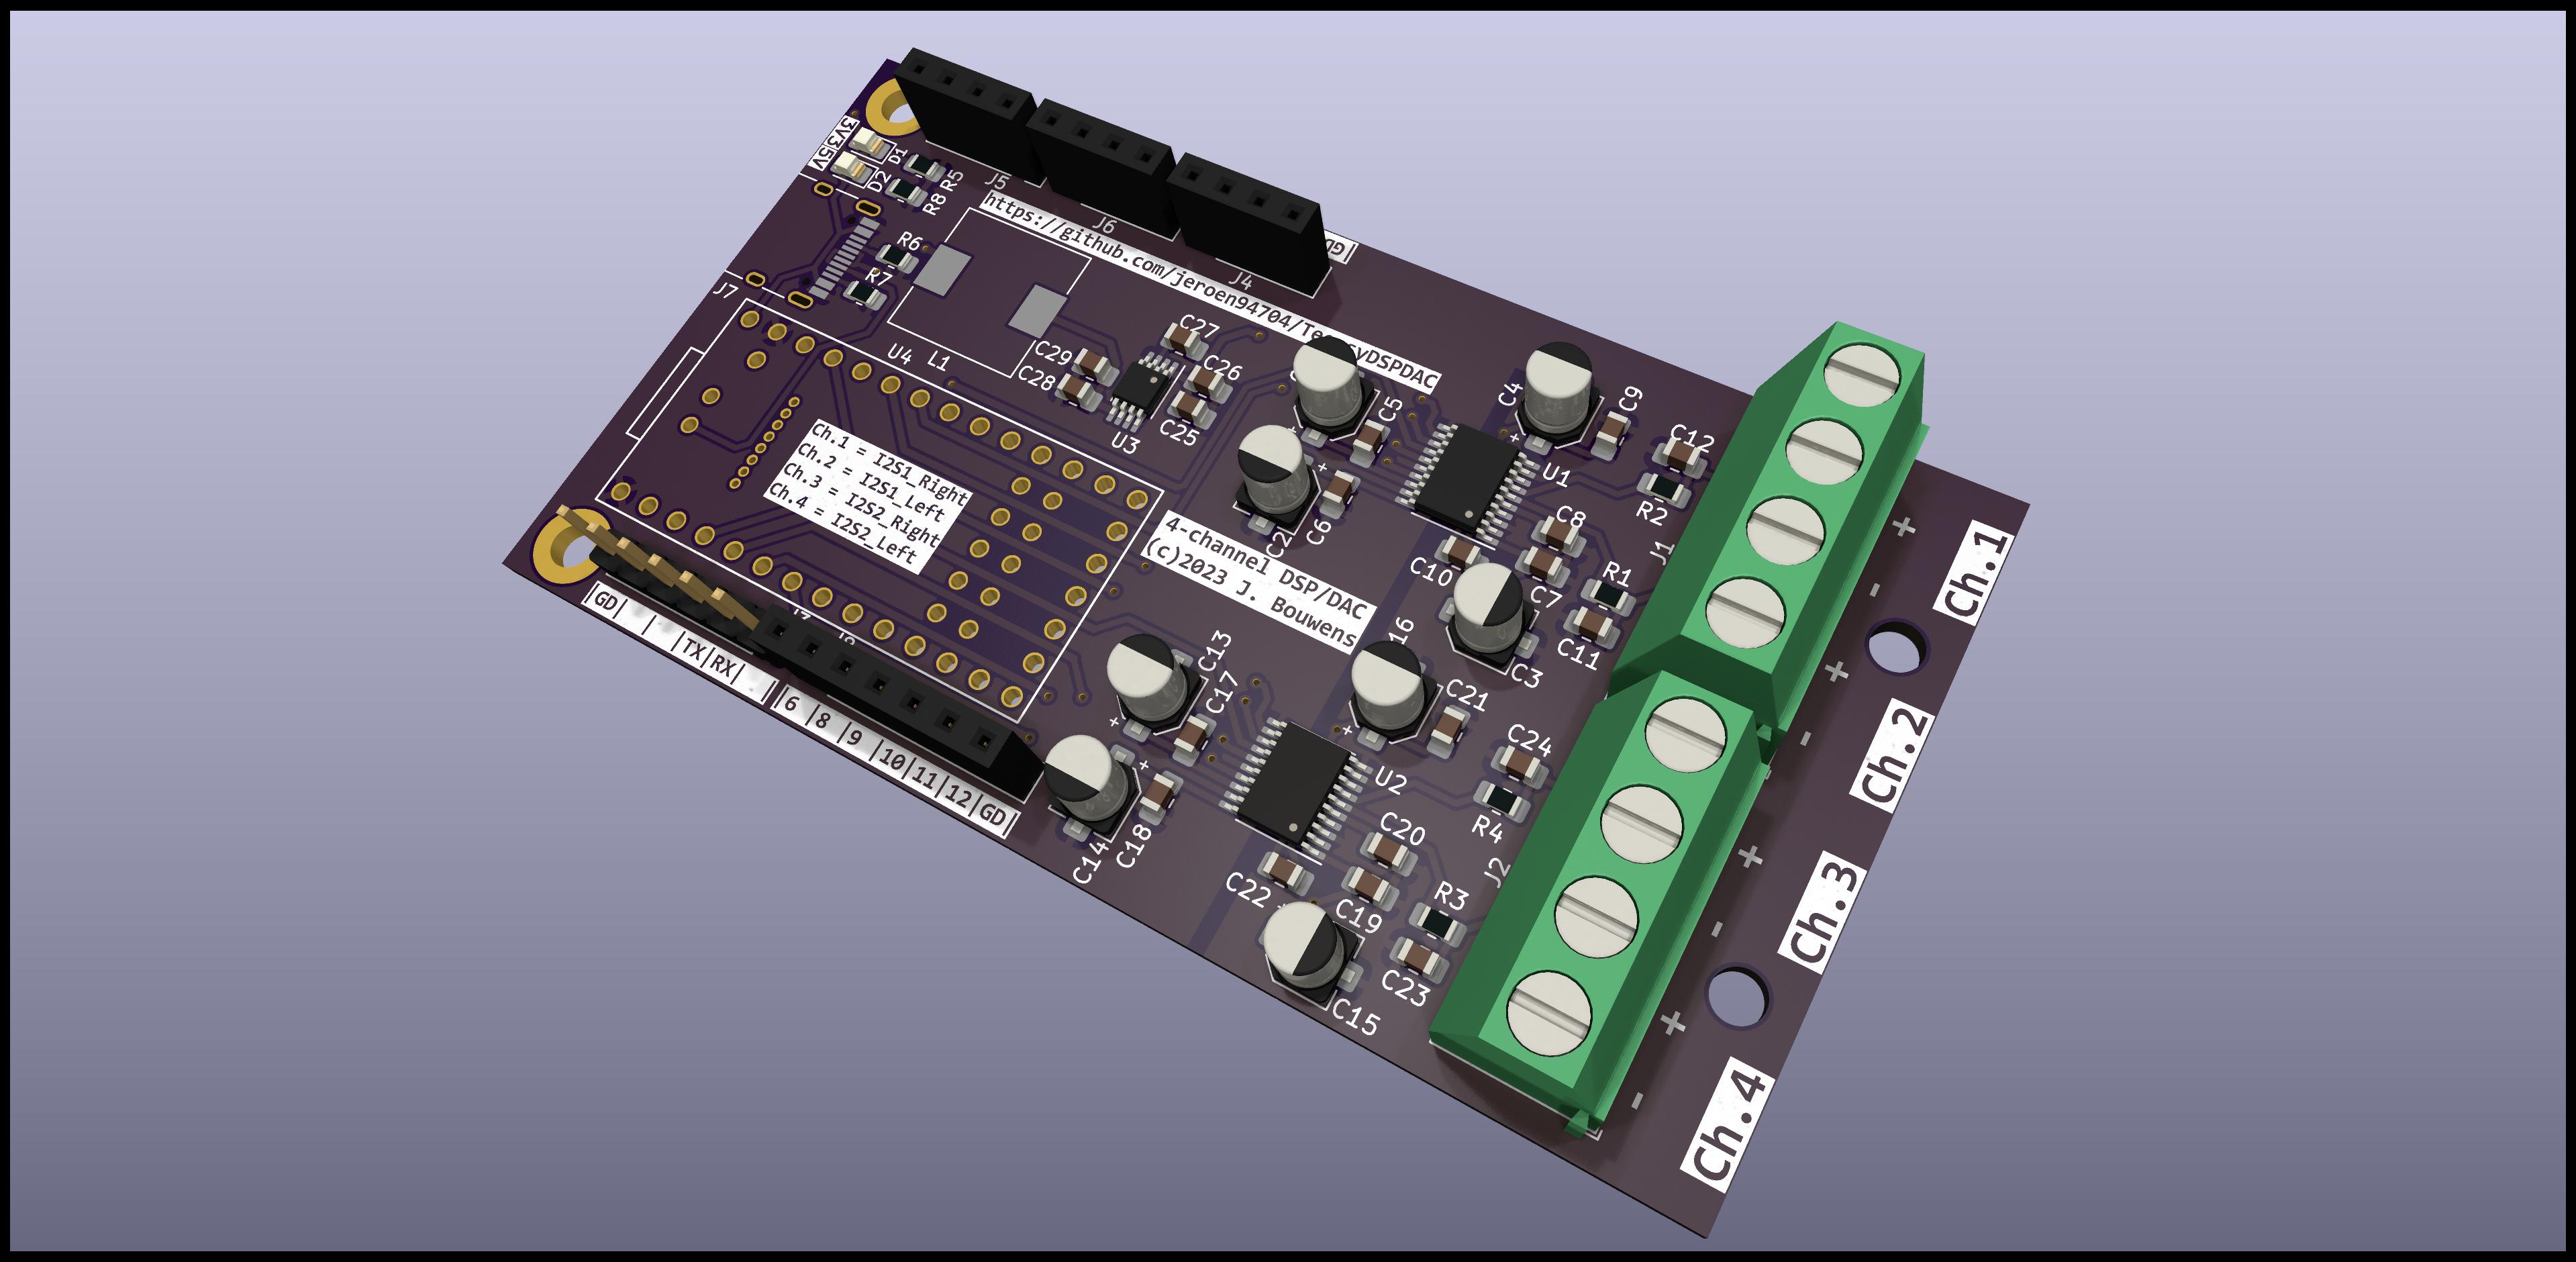 3V3
5V
D1
D2
R5
R8
J5
J6
J4
GD|
https://github.com/jeroen94704/TeensyDSPDAC
R6
R7
J7
U4
L1
C27
C29
C26
C28
C25
U3
C5
C4
C9
C12
U1
R2
C2
C6
C8
C10
C7
R1
J1
C11
C3
Ch.1 = I2S1_Right
Ch.2 = I2S1_Left
Ch.3 = I2S2_Right
Ch.4 = I2S2_Left
4-channel DSP/DAC
(c)2023 J. Bouwens
|GD| | |TX|RX| |
|6 |8 |9 |10|11|12|GD|
C13
C17
16
C21
C24
U2
R4
C14
C18
C20
C22
C19
R3
J2
C23
C15
+
-
+
-
+
-
+
-
Ch.1
Ch.2
Ch.3
Ch.4